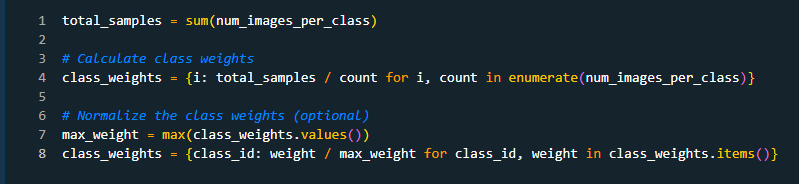 1 total_samples = sum(num_images_per_class)
2
3 # Calculate class weights
4 class_weights = {i: total_samples / count for i, count in enumerate(num_images_per_class)}
5
6 # Normalize the class weights (optional)
7 max_weight = max(class_weights.values())
8 class_weights = {class_id: weight / max_weight for class_id, weight in class_weights.items()}